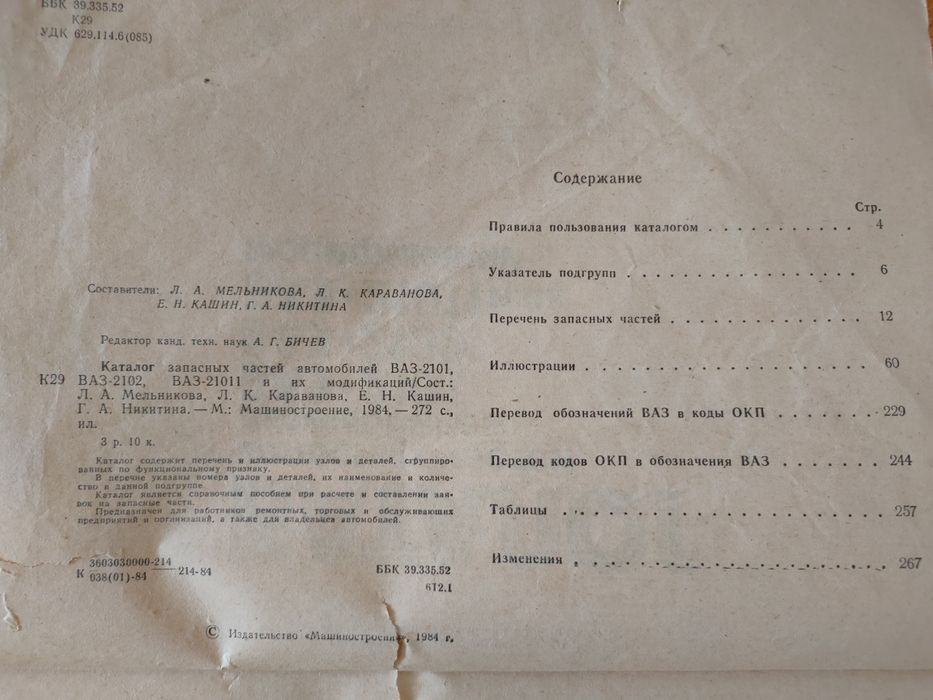 ББК 39.335.52
К29
УДК 629.114.6(085)
Составители: Л. А. МЕЛЬНИКОВА, Л. К. КАРАВАНОВА,
Е. Н. КАШИН, Г. А. НИКИТИНА
Редактор канд. техн. наук А. Г. БИЧЕВ
Каталог запасных частей автомобилей ВАЗ-2101,
К29 ВАЗ-2102, ВАЗ-21011 и их модификаций/Сост.:
Л. А. Мельникова, Л. К. Караванова, Е. Н. Кашин,
Г. А. Никитина. — М.: Машиностроение, 1984, — 272 с.,
ил.
3 р. 10 к.
Каталог содержит перечень и иллюстрации узлов и деталей, сгруппиро-
ванных по функциональному признаку.
В перечне указаны номера узлов и деталей, их наименование и количе-
ство в данной подгруппе.
Каталог является справочным пособием при расчете и составлении зая-
вок на запасные части.
Предназначен для работников ремонтных, торговых и обслуживающих
предприятий и организаций, а также для владельцев автомобилей.
К 3603030000-214
038(01)-84 214-84
ББК 39.335.52
6Т2.1
© Издательство «Машиностроение», 1984 г.
Содержание
Стр.
Правила пользования каталогом . . . . . . . . . . . 4
Указатель подгрупп . . . . . . . . . . . . . . . . 6
Перечень запасных частей . . . . . . . . . . . . . 12
Иллюстрации . . . . . . . . . . . . . . . . . . . 60
Перевод обозначений ВАЗ в коды ОКП . . . . . . . 229
Перевод кодов ОКП в обозначения ВАЗ . . . . . . . 244
Таблицы . . . . . . . . . . . . . . . . . . . . . 257
Изменения . . . . . . . . . . . . . . . . . . . . 267